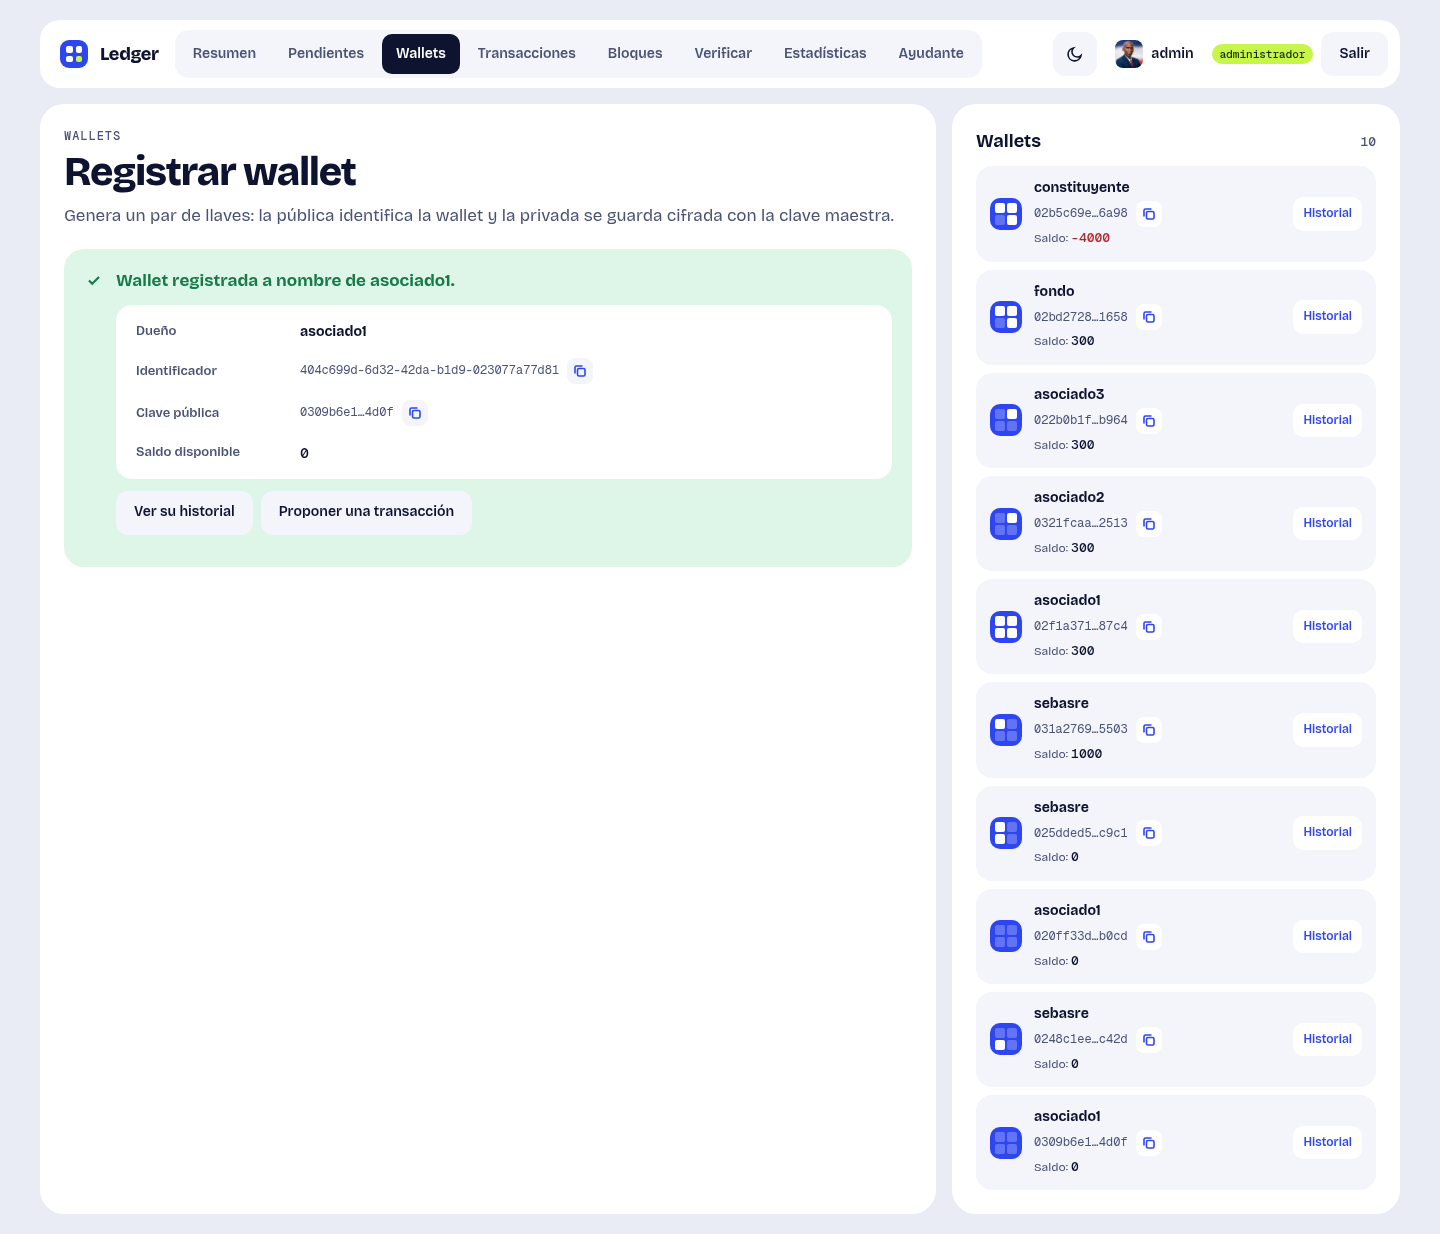 Ledger
Resumen
Pendientes
Wallets
Transacciones
Bloques
Verificar
Estadísticas
Ayudante
admin
administrador
Salir
WALLETS
Registrar wallet
Genera un par de llaves: la pública identifica la wallet y la privada se guarda cifrada con la clave maestra.
Wallet registrada a nombre de asociado1.
Dueño asociado1
Identificador 404c699d-6d32-42da-b1d9-023077a77d81
Clave pública 0309b6e1…4d0f
Saldo disponible 0
Ver su historial
Proponer una transacción
Wallets 10
constituyente
02b5c69e…6a98
Saldo: -4000
Historial
fondo
02bd2728…1658
Saldo: 300
Historial
asociado3
022b0b1f…b964
Saldo: 300
Historial
asociado2
0321fcaa…2513
Saldo: 300
Historial
asociado1
02f1a371…87c4
Saldo: 300
Historial
sebasre
031a2769…5503
Saldo: 1000
Historial
sebasre
025dded5…c9c1
Saldo: 0
Historial
asociado1
020ff33d…b0cd
Saldo: 0
Historial
sebasre
0248c1ee…c42d
Saldo: 0
Historial
asociado1
0309b6e1…4d0f
Saldo: 0
Historial